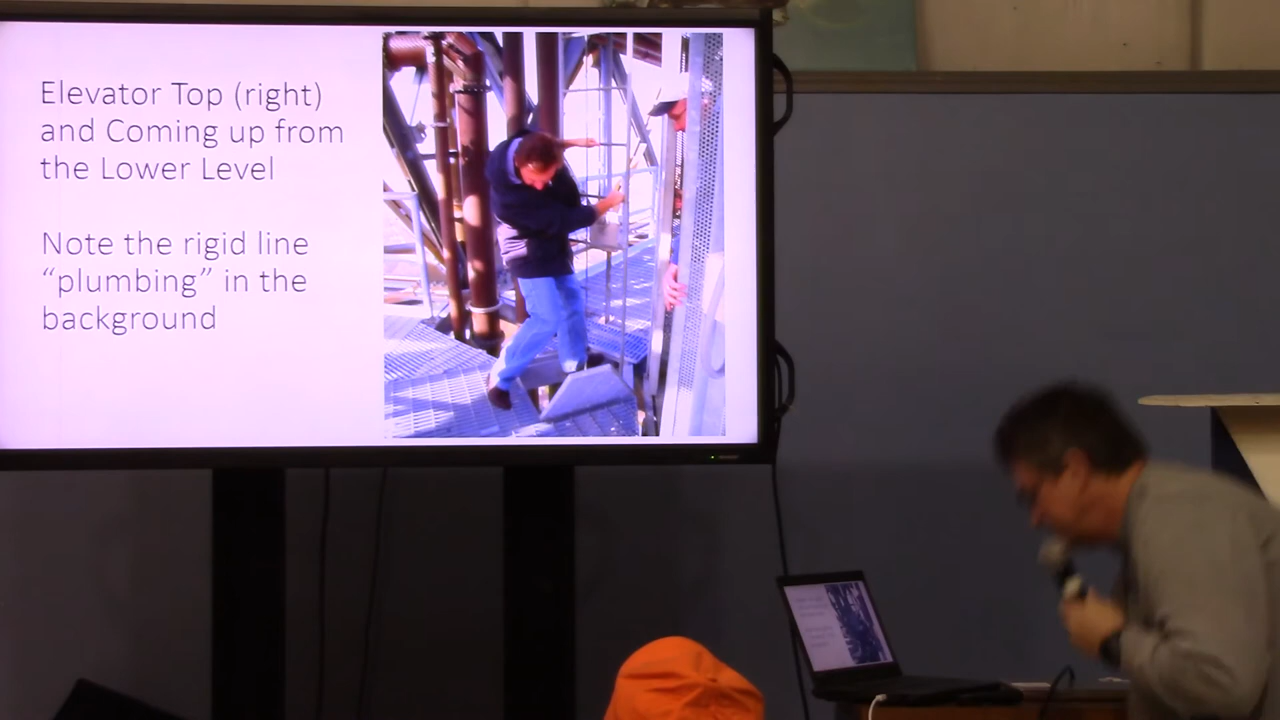 Elevator Top (right)
and Coming up from
the Lower Level
Note the rigid line
“plumbing” in the
background